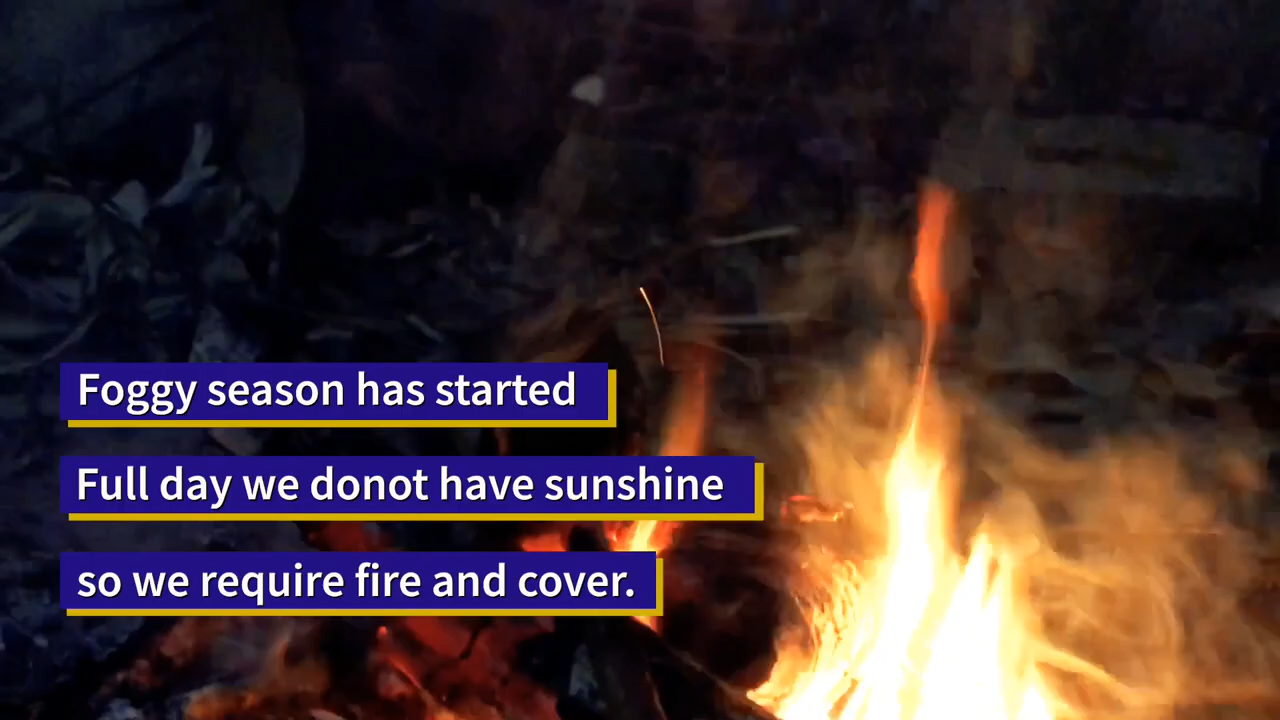 Foggy season has started
Full day we donot have sunshine
so we require fire and cover.